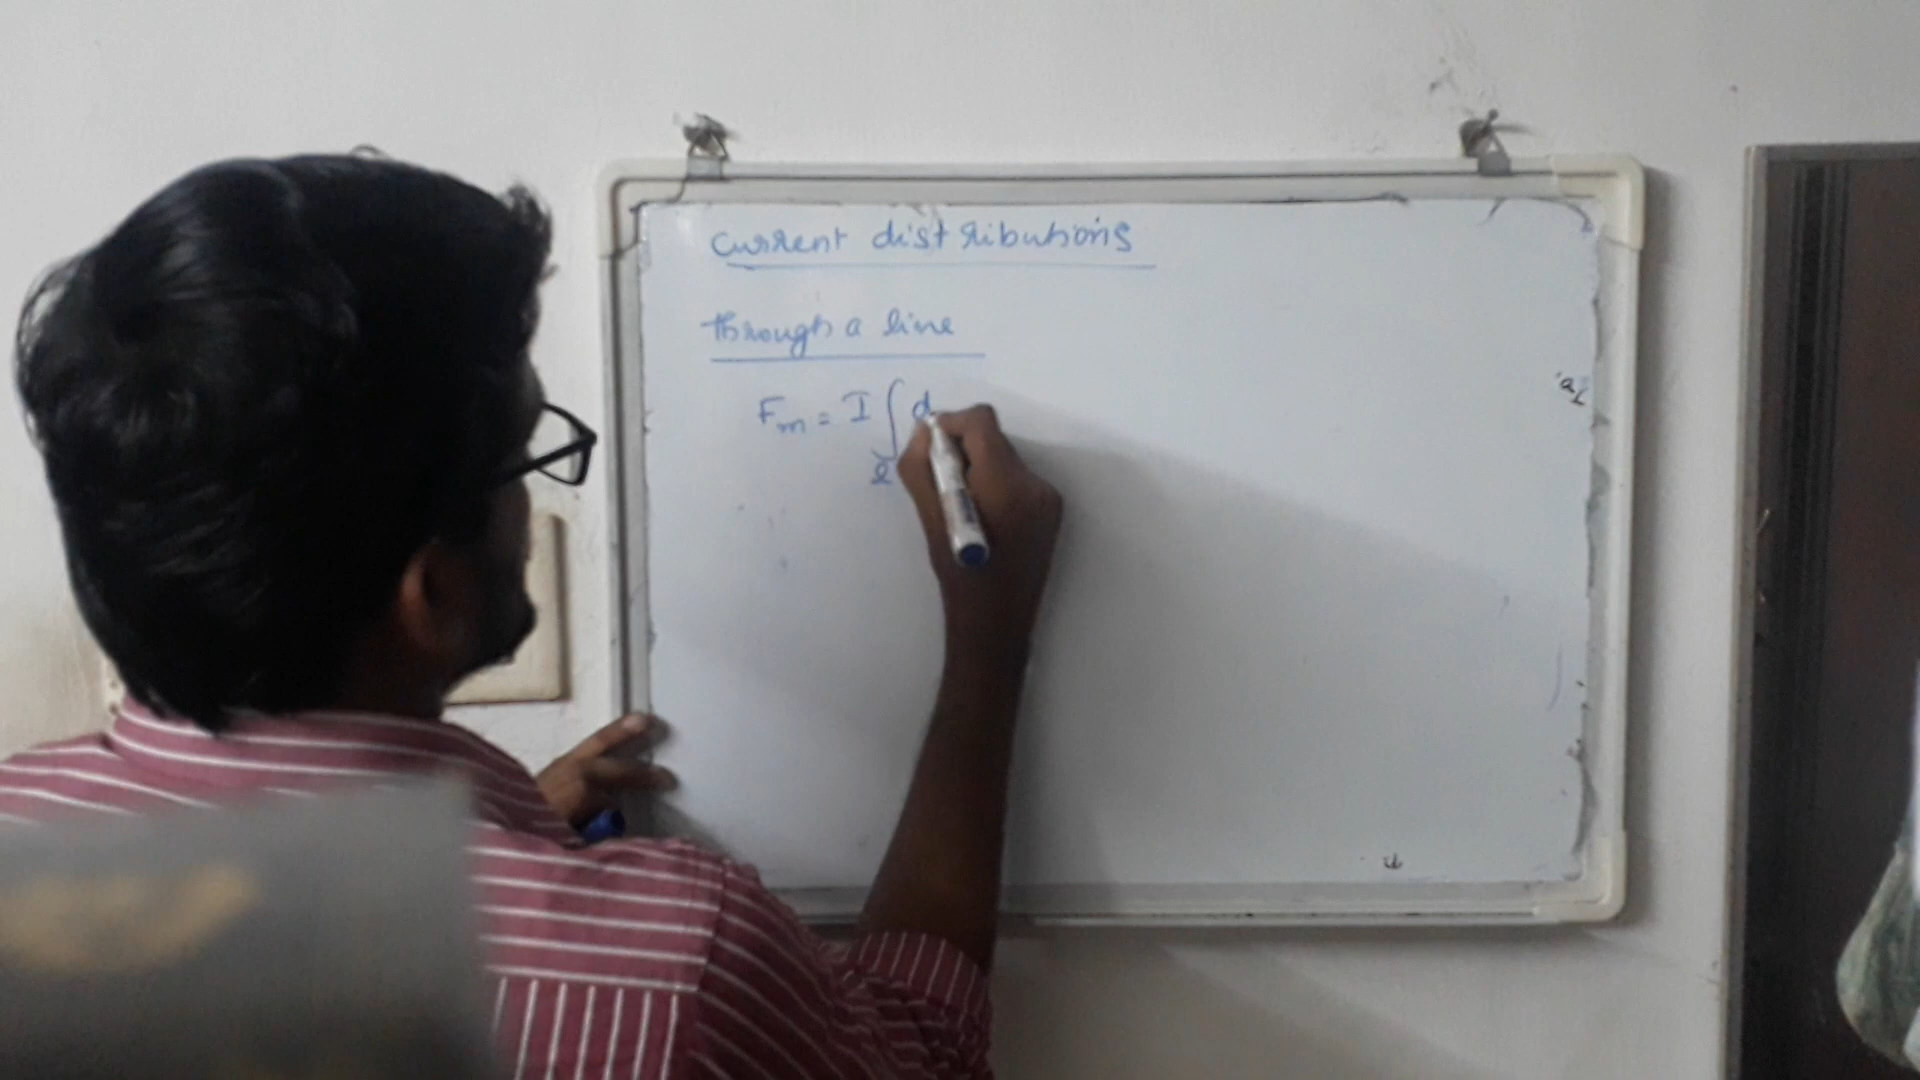 Current distributions
through a line
Fm = I ∫l d